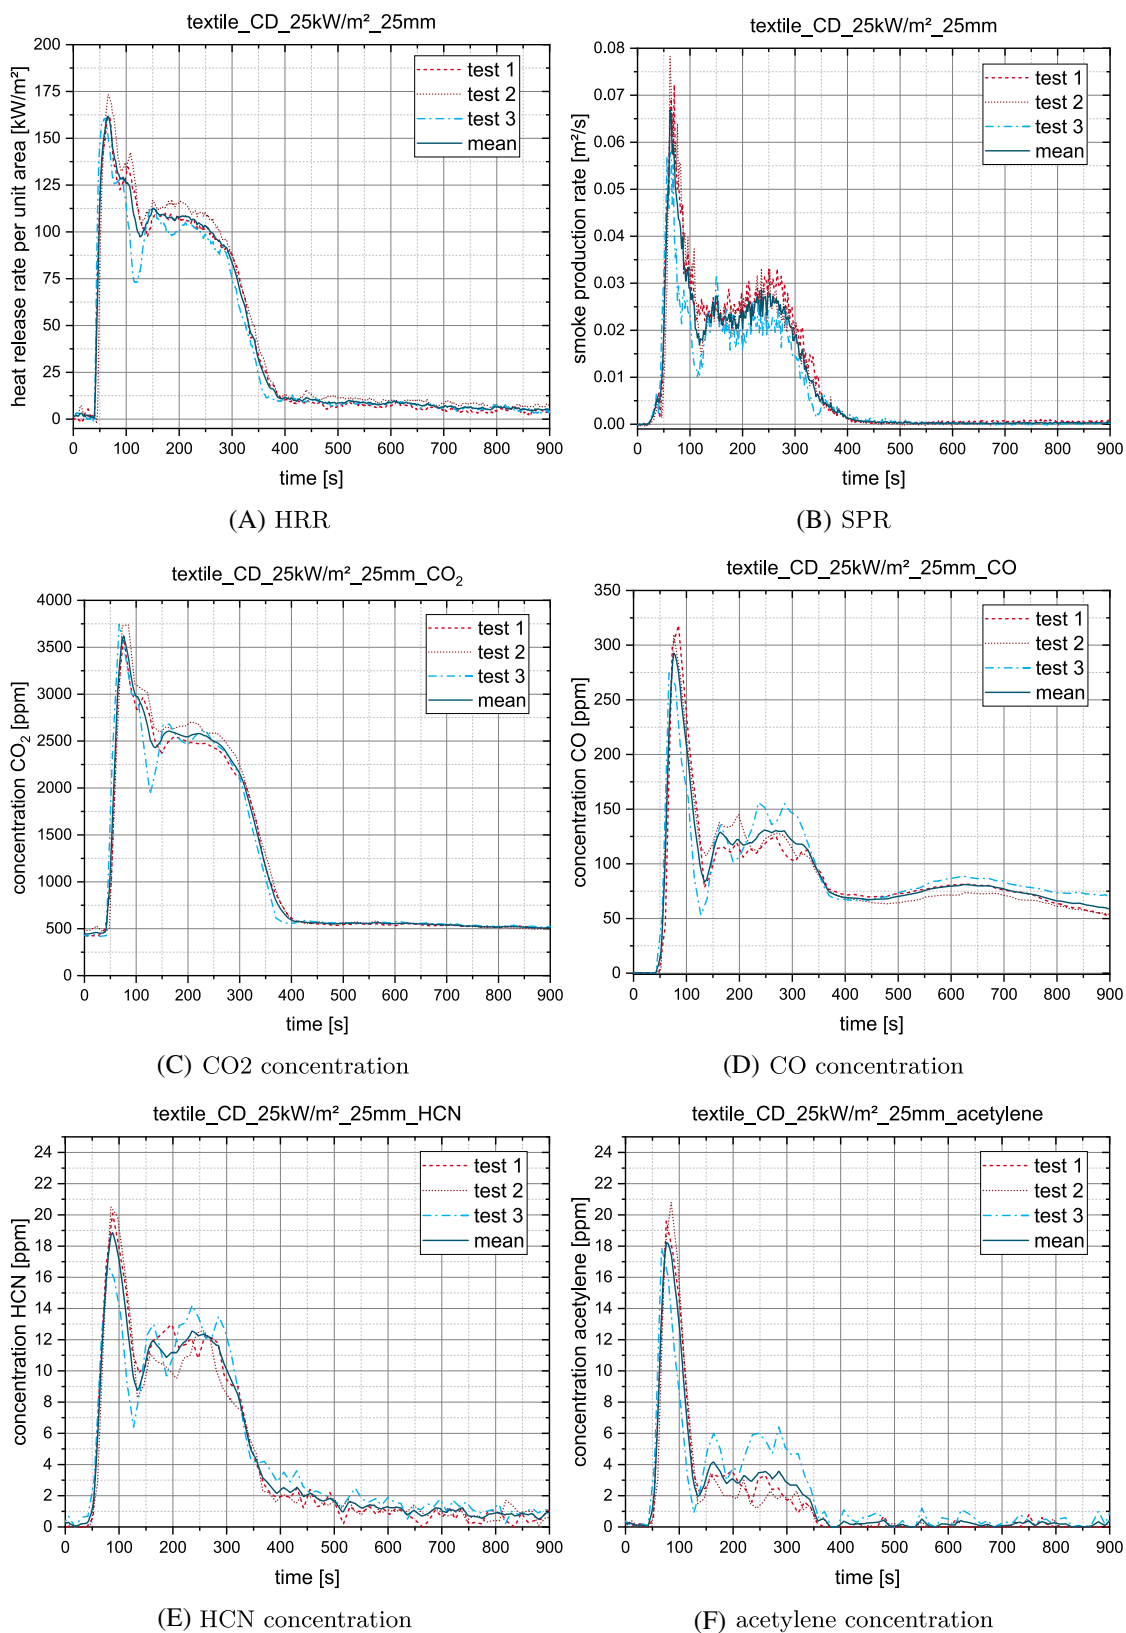 textile_CD_25kW/m²_25mm
heat release rate per unit area [kW/m²]
200
175
150
125
100
75
50
25
0
test 1
test 2
test 3
mean
0 100 200 300 400 500 600 700 800 900
time [s]
(A) HRR
textile_CD_25kW/m²_25mm
smoke production rate [m²/s]
0.08
0.07
0.06
0.05
0.04
0.03
0.02
0.01
0.00
test 1
test 2
test 3
mean
0 100 200 300 400 500 600 700 800 900
time [s]
(B) SPR
textile_CD_25kW/m²_25mm_CO₂
concentration CO₂ [ppm]
4000
3500
3000
2500
2000
1500
1000
500
0
test 1
test 2
test 3
mean
0 100 200 300 400 500 600 700 800 900
time [s]
(C) CO2 concentration
textile_CD_25kW/m²_25mm_CO
concentration CO [ppm]
350
300
250
200
150
100
50
0
test 1
test 2
test 3
mean
0 100 200 300 400 500 600 700 800 900
time [s]
(D) CO concentration
textile_CD_25kW/m²_25mm_HCN
concentration HCN [ppm]
24
22
20
18
16
14
12
10
8
6
4
2
0
test 1
test 2
test 3
mean
0 100 200 300 400 500 600 700 800 900
time [s]
(E) HCN concentration
textile_CD_25kW/m²_25mm_acetylene
concentration acetylene [ppm]
24
22
20
18
16
14
12
10
8
6
4
2
0
test 1
test 2
test 3
mean
0 100 200 300 400 500 600 700 800 900
time [s]
(F) acetylene concentration